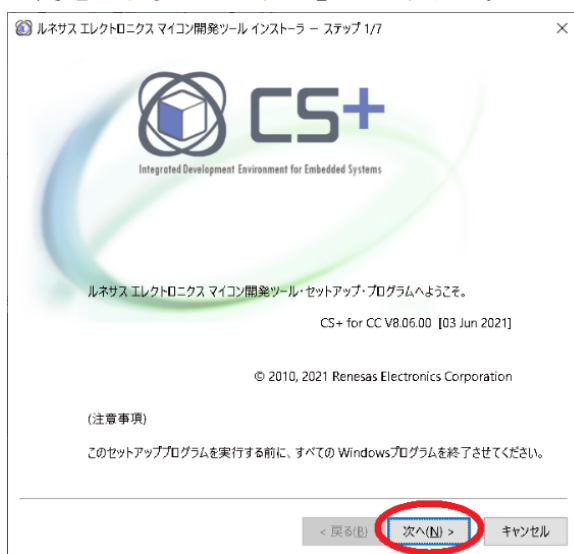 ルネサス エレクトロニクス マイコン開発ツール インストーラ − ステップ 1/7
CS+
Integrated Development Environment for Embedded Systems
ルネサス エレクトロニクス マイコン開発ツール・セットアップ・プログラムへようこそ。
CS+ for CC V8.06.00 [03 Jun 2021]
© 2010, 2021 Renesas Electronics Corporation
(注意事項)
このセットアッププログラムを実行する前に、すべての Windowsプログラムを終了させてください。
< 戻る(B) 次へ(N) > キャンセル